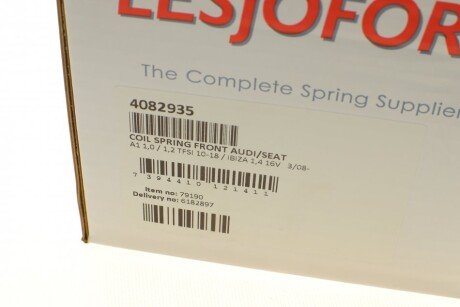 LESJOFOR
The Complete Spring Supplier
4082935
COIL SPRING FRONT AUDI/SEAT
A1 1,0 / 1,2 TFSI 10-18 / IBIZA 1,4 16V 3/08-
7 394410 121411
Item no: 79190
Delivery no: 6182897